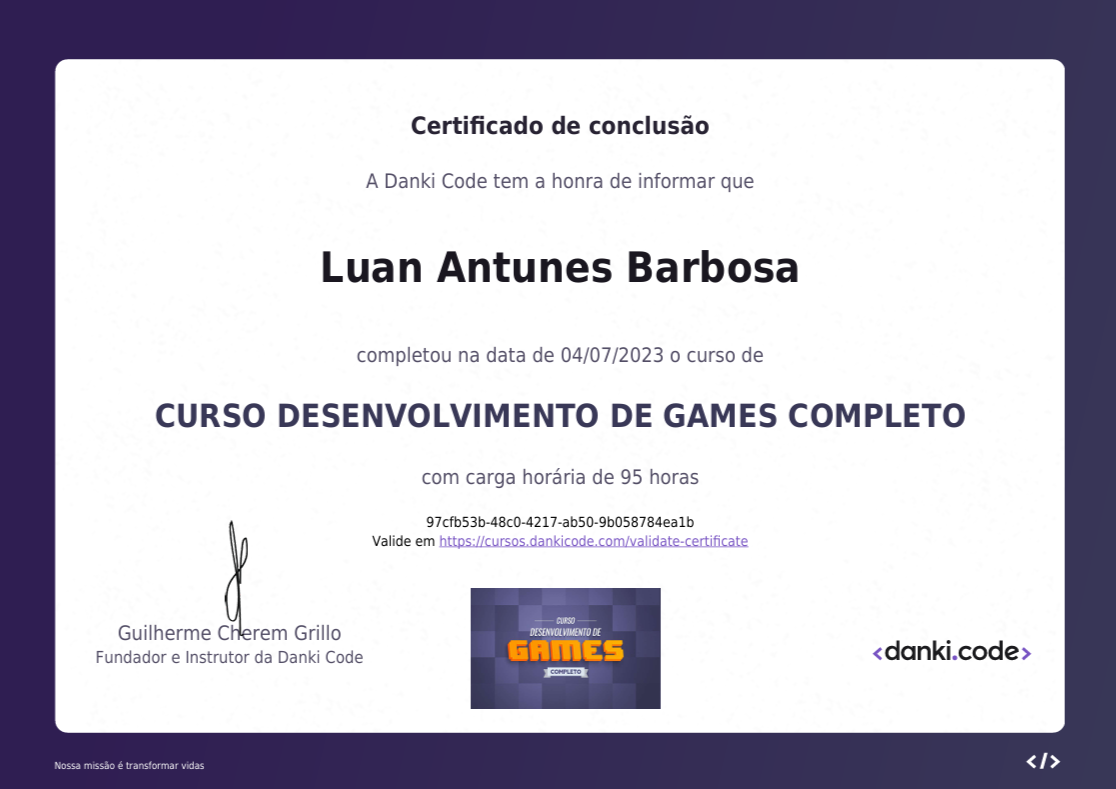 Certificado de conclusão
A Danki Code tem a honra de informar que
Luan Antunes Barbosa
completou na data de 04/07/2023 o curso de
CURSO DESENVOLVIMENTO DE GAMES COMPLETO
com carga horária de 95 horas
97cfb53b-48c0-4217-ab50-9b058784ea1b
Valide em https://cursos.dankicode.com/validate-certificate
Guilherme Cherem Grillo
Fundador e Instrutor da Danki Code
CURSO
DESENVOLVIMENTO DE
GAMES
COMPLETO
<danki.code>
Nossa missão é transformar vidas
</>